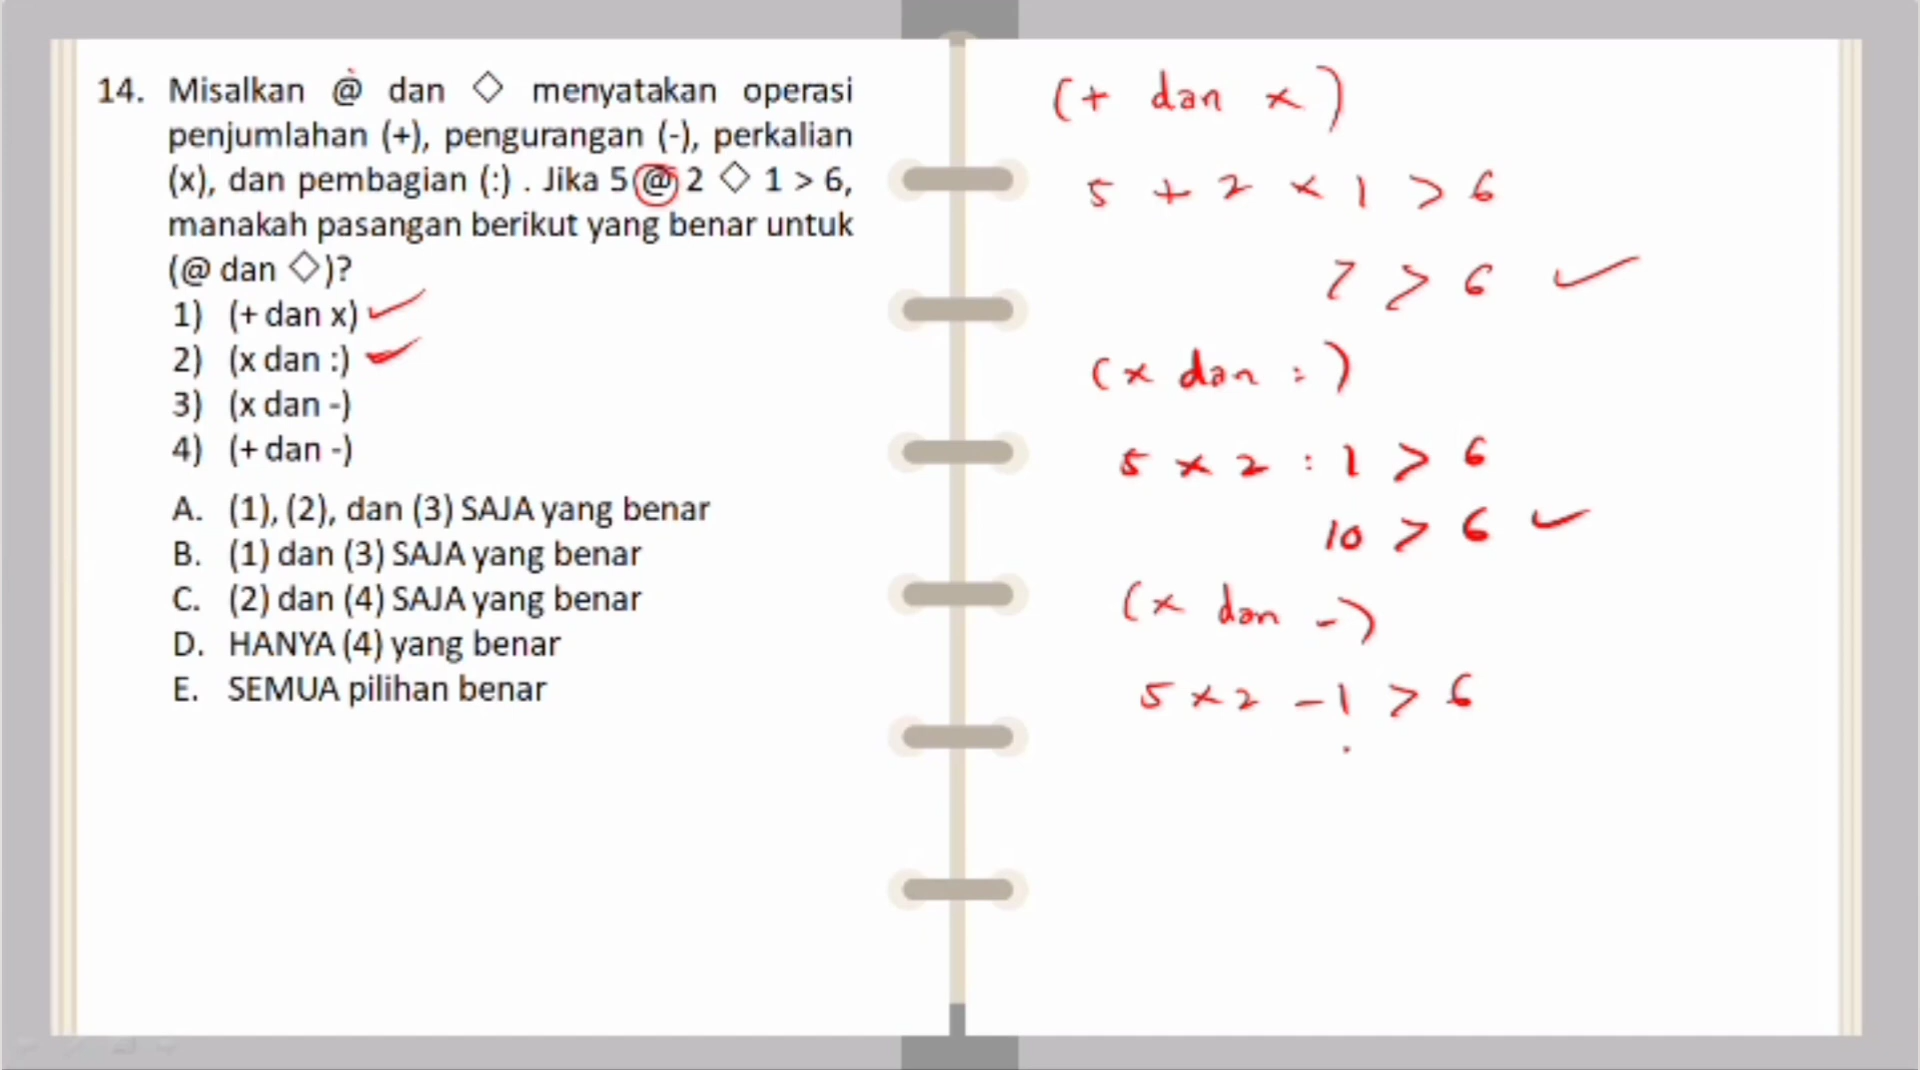 14. Misalkan @ dan ◇ menyatakan operasi
penjumlahan (+), pengurangan (-), perkalian
(x), dan pembagian (:) . Jika 5 @ 2 ◇ 1 > 6,
manakah pasangan berikut yang benar untuk
(@ dan ◇)?
1) (+ dan x)
2) (x dan :)
3) (x dan -)
4) (+ dan -)
A. (1), (2), dan (3) SAJA yang benar
B. (1) dan (3) SAJA yang benar
C. (2) dan (4) SAJA yang benar
D. HANYA (4) yang benar
E. SEMUA pilihan benar
(+ dan x)
5 + 2 x 1 > 6
7 > 6 ✓
(x dan :)
5 x 2 : 1 > 6
10 > 6 ✓
(x dan -)
5 x 2 - 1 > 6